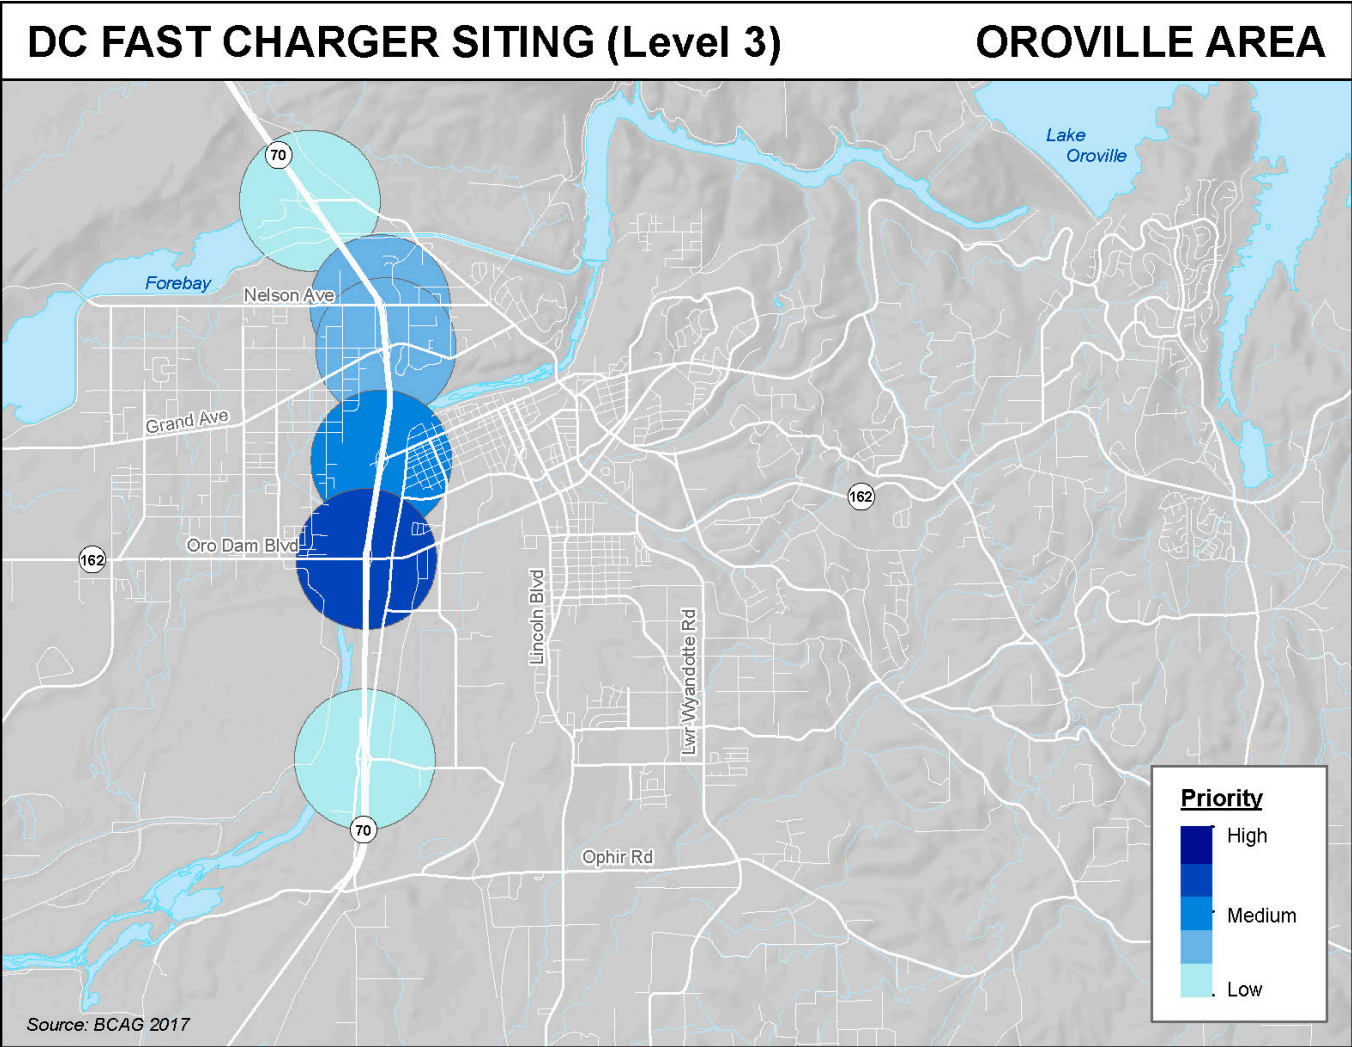 DC FAST CHARGER SITING (Level 3)
OROVILLE AREA
70
Lake
Oroville
Forebay
Nelson Ave
Grand Ave
162
Oro Dam Blvd
162
Lincoln Blvd
Lwr Wyandotte Rd
70
Ophir Rd
Priority
High
Medium
Low
Source: BCAG 2017